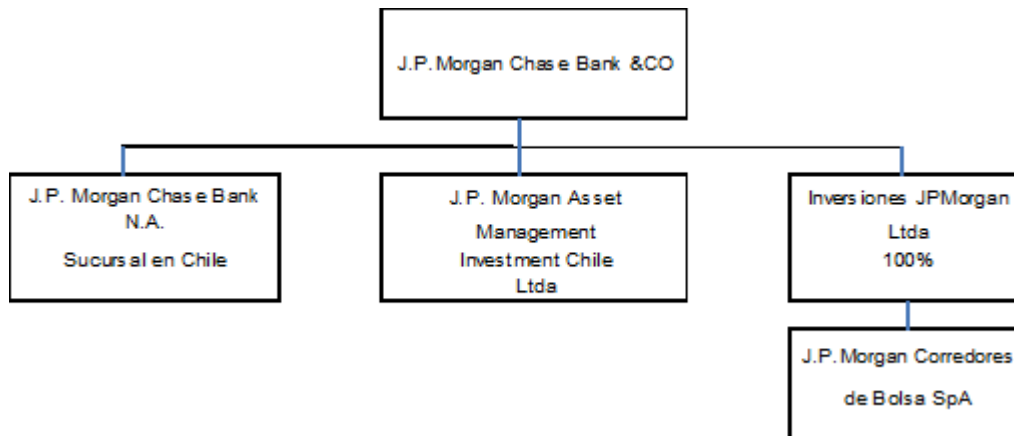 J.P. Morgan Chase Bank &CO
J.P. Morgan Chase Bank
N.A.
Sucursal en Chile
J.P. Morgan Asset
Management
Investment Chile
Ltda
Inversiones JPMorgan
Ltda
100%
J.P. Morgan Corredores
de Bolsa SpA